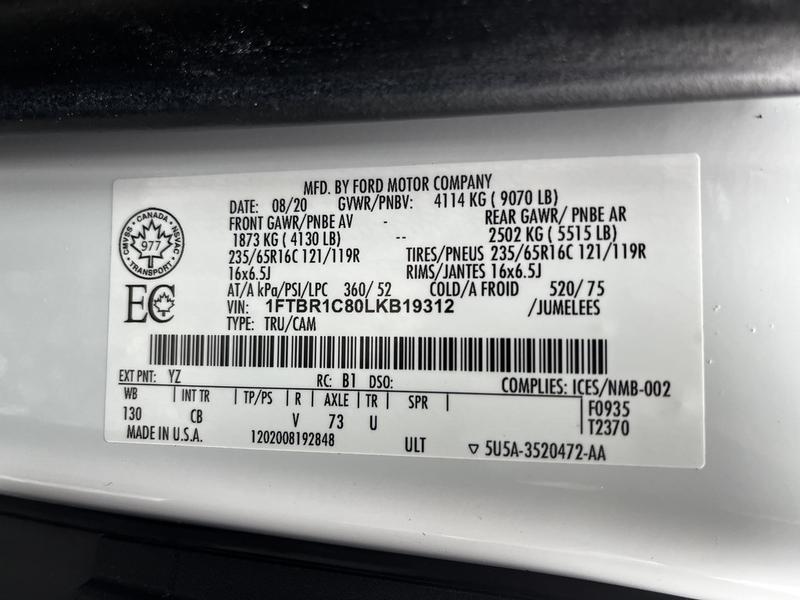 MFD. BY FORD MOTOR COMPANY
DATE: 08/20 GVWR/PNBV: 4114 KG ( 9070 LB)
FRONT GAWR/PNBE AV - REAR GAWR/ PNBE AR
1873 KG ( 4130 LB) -- 2502 KG ( 5515 LB)
235/65R16C 121/119R TIRES/PNEUS 235/65R16C 121/119R
16x6.5J RIMS/JANTES 16x6.5J
AT/A kPa/PSI/LPC 360/ 52 COLD/A FROID 520/ 75
VIN: 1FTBR1C80LKB19312 /JUMELEES
TYPE: TRU/CAM
CANADA
CMVSS 977 NSVAC
TRANSPORT
EC
EXT PNT: YZ RC: B1 DSO: COMPLIES: ICES/NMB-002
WB | INT TR | TP/PS | R | AXLE | TR | SPR | F0935
130 CB V 73 U T2370
MADE IN U.S.A. 1202008192848 ULT ▽ 5U5A-3520472-AA